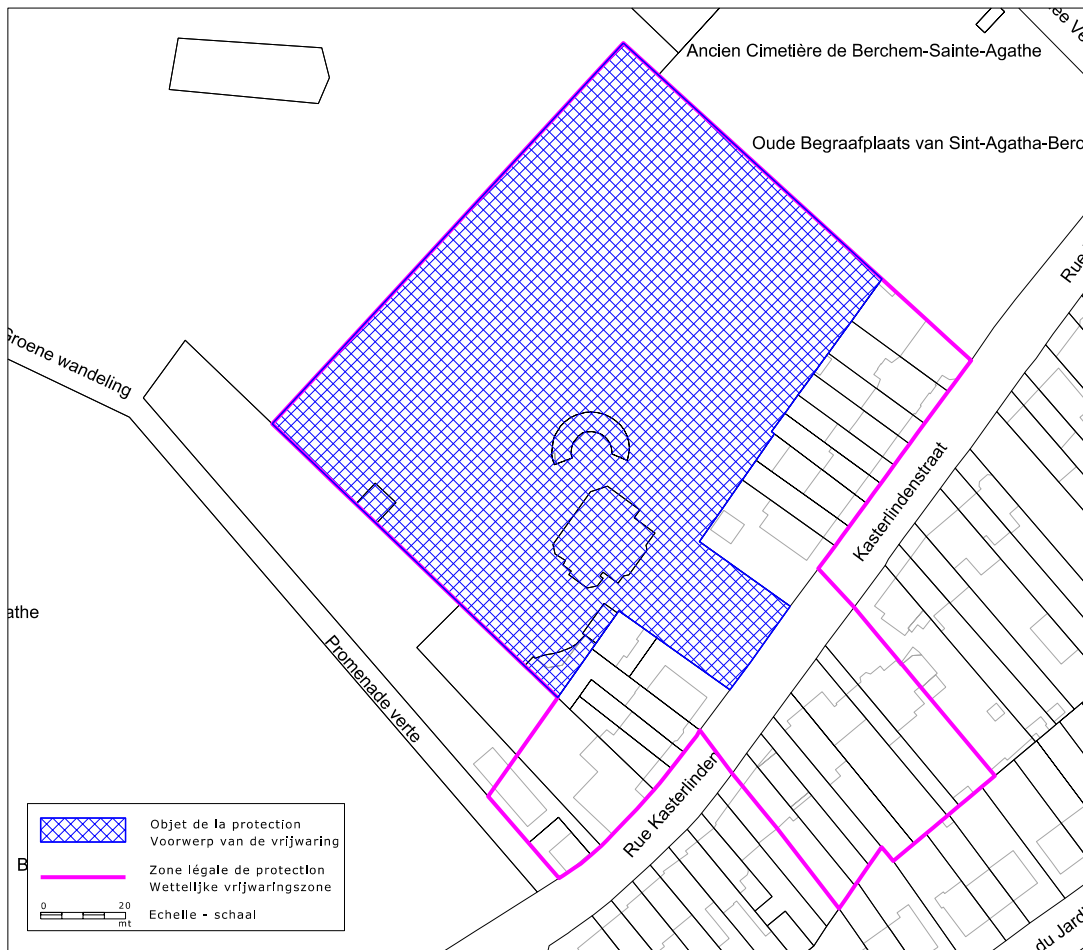 Ancien Cimetière de Berchem-Sainte-Agathe
Oude Begraafplaats van Sint-Agatha-Berc
Rue
Groene wandeling
Kasterlindenstraat
athe
Promenade verte
Rue Kasterlinden
B
du Jardi
Objet de la protection
Voorwerp van de vrijwaring
Zone légale de protection
Wettelijke vrijwaringszone
0 20
mt
Echelle - schaal